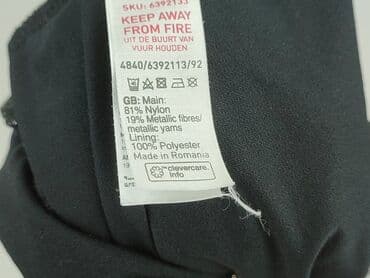 SKU: 6392133
KEEP AWAY
FROM FIRE
UIT DE BUURT VAN
VUUR HOUDEN
4840/6392113/92
GB: Main:
81% Nylon
19% Metallic fibres/
metallic yarns
Lining:
100% Polyester
Made in Romania
clevercare.
info